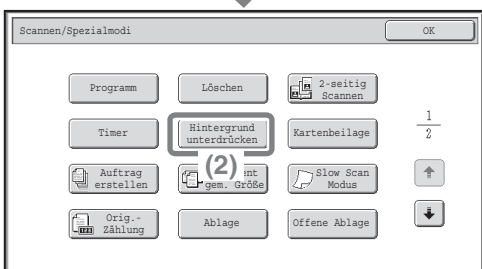 Scannen/Spezialmodi
OK
Programm
Löschen
2-seitig
Scannen
Timer
Hintergrund
unterdrücken
Kartenbeilage
1
2
Auftrag
erstellen
(2)
gem. Größe
Slow Scan
Modus
Orig.-
Zählung
Ablage
Offene Ablage